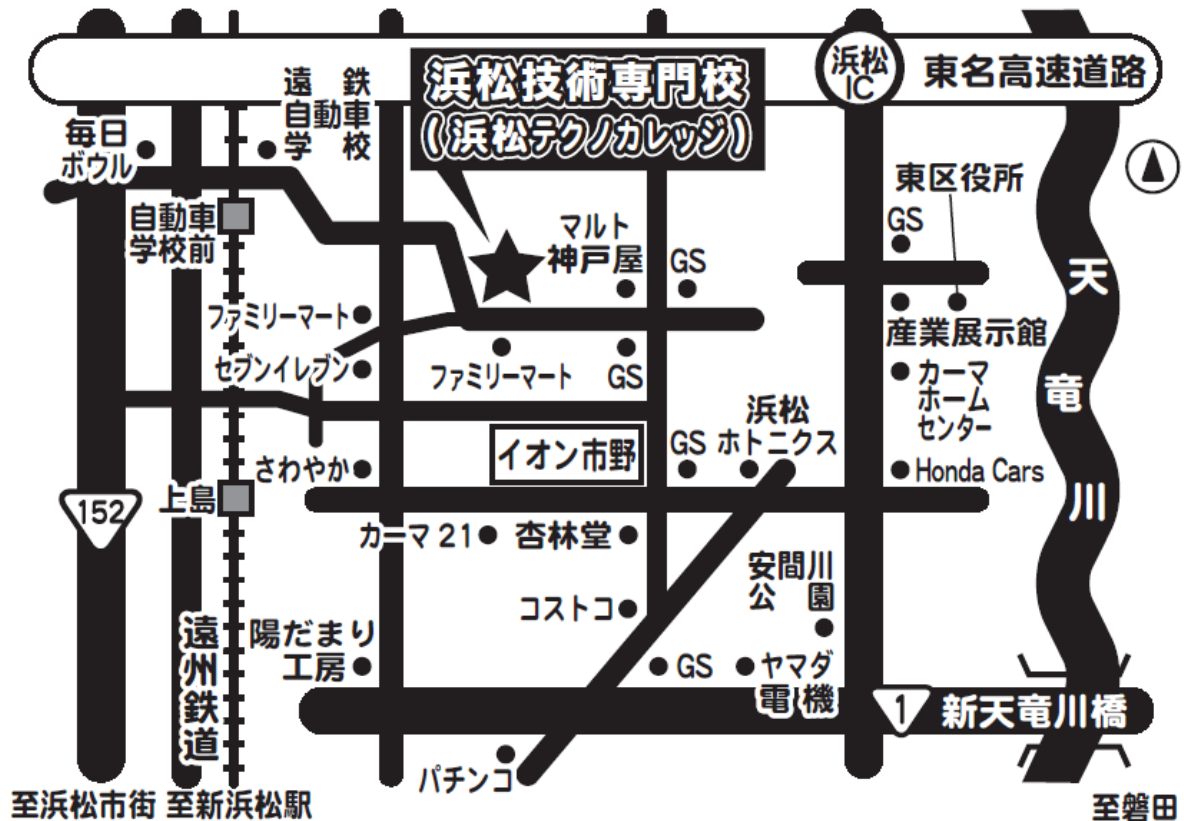 浜松
IC
東名高速道路
遠鉄
自動車
学校
浜松技術専門校
(浜松テクノカレッジ)
毎日
ボウル
東区役所
自動車
学校前
マルト
神戸屋
GS
GS
天竜川
ファミリーマート
産業展示館
セブンイレブン
ファミリーマート
GS
カーマ
ホーム
センター
浜松
ホトニクス
イオン市野
GS
さわやか
Honda Cars
上島
152
カーマ 21
杏林堂
安間川
公園
コストコ
遠州鉄道
陽だまり
工房
GS
ヤマダ
電機
1
新天竜川橋
パチンコ
至浜松市街
至新浜松駅
至磐田